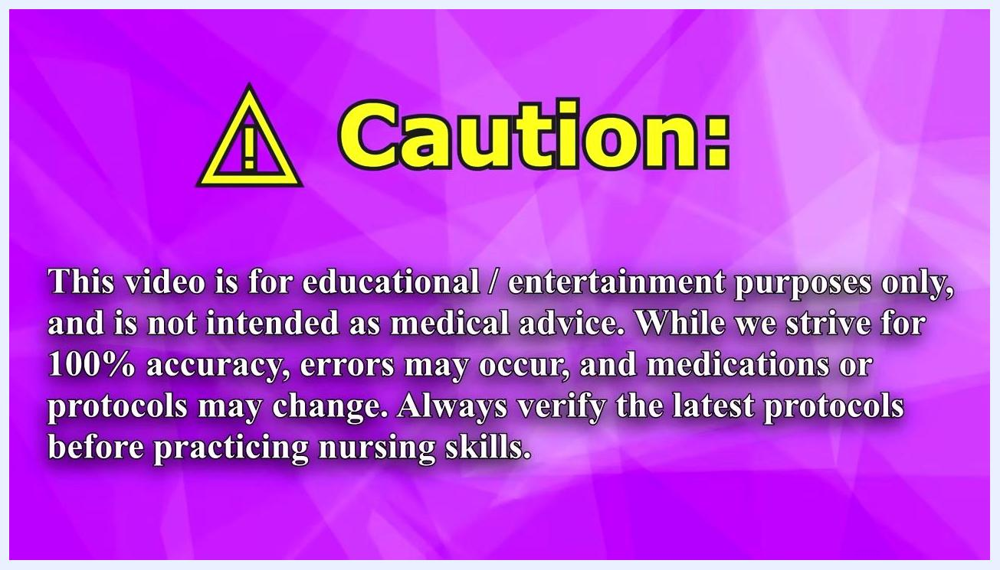 Caution:
This video is for educational / entertainment purposes only,
and is not intended as medical advice. While we strive for
100% accuracy, errors may occur, and medications or
protocols may change. Always verify the latest protocols
before practicing nursing skills.